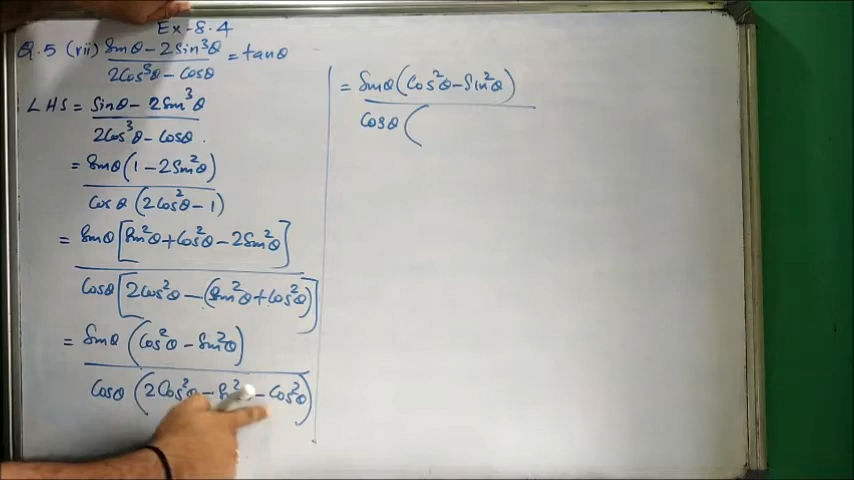 Ex-8.4
Q.5 (vii) Sinθ - 2Sin³θ / 2Cos³θ - Cosθ = tanθ
LHS = Sinθ - 2Sin³θ / 2Cos³θ - Cosθ.
= Sinθ(1 - 2Sin²θ) / Cosθ(2Cos²θ - 1)
= Sinθ[Sin²θ + Cos²θ - 2Sin²θ] / Cosθ[2Cos²θ - (Sin²θ + Cos²θ)]
= Sinθ(Cos²θ - Sin²θ) / Cosθ(2Cos²θ - Sin² - Cos²θ)
= Sinθ(Cos²θ - Sin²θ) / Cosθ(